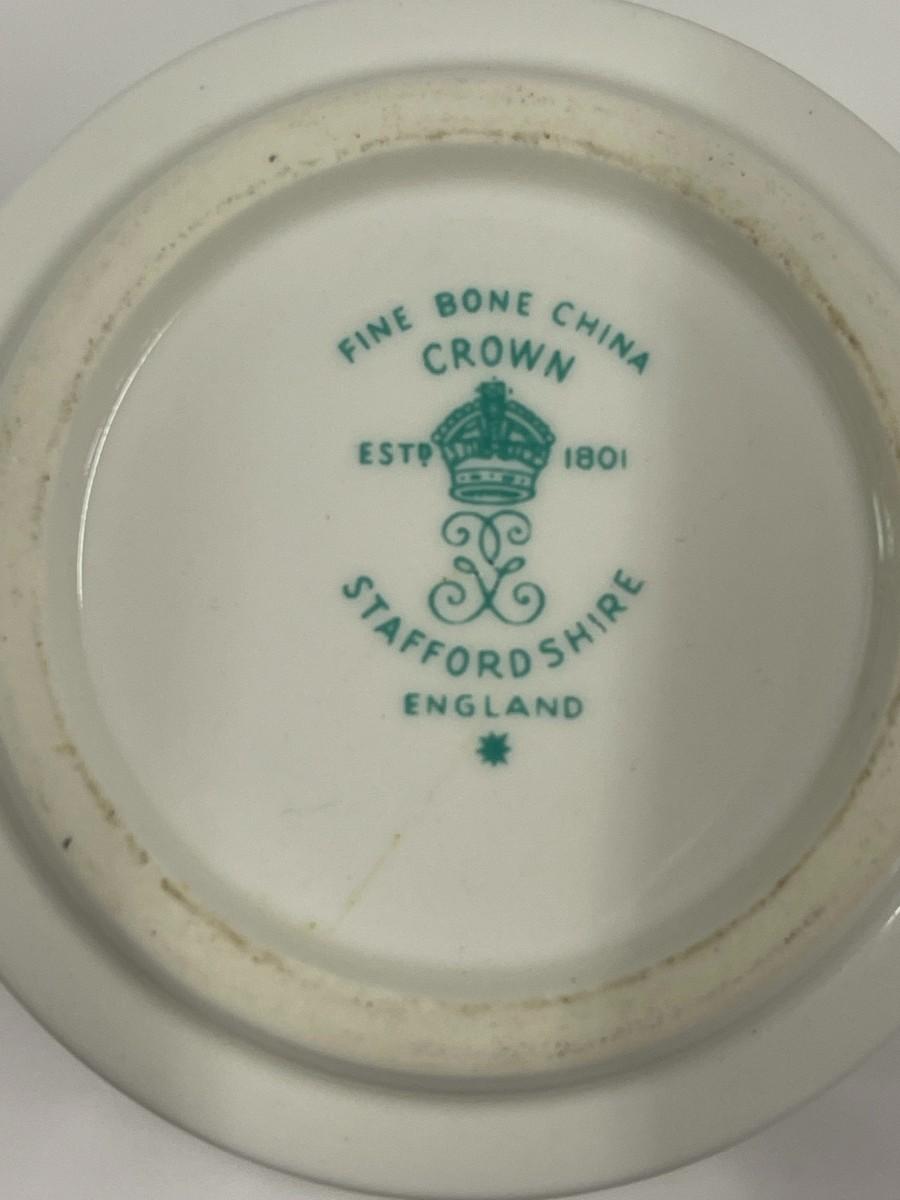 FINE BONE CHINA
CROWN
ESTD 1801
STAFFORDSHIRE
ENGLAND